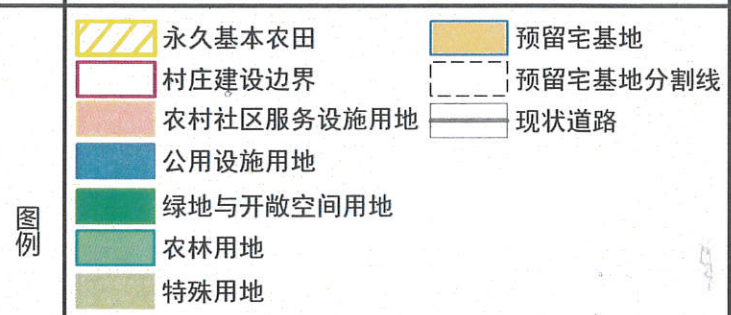 图例
永久基本农田
村庄建设边界
农村社区服务设施用地
公用设施用地
绿地与开敞空间用地
农林用地
特殊用地
预留宅基地
预留宅基地分割线
现状道路